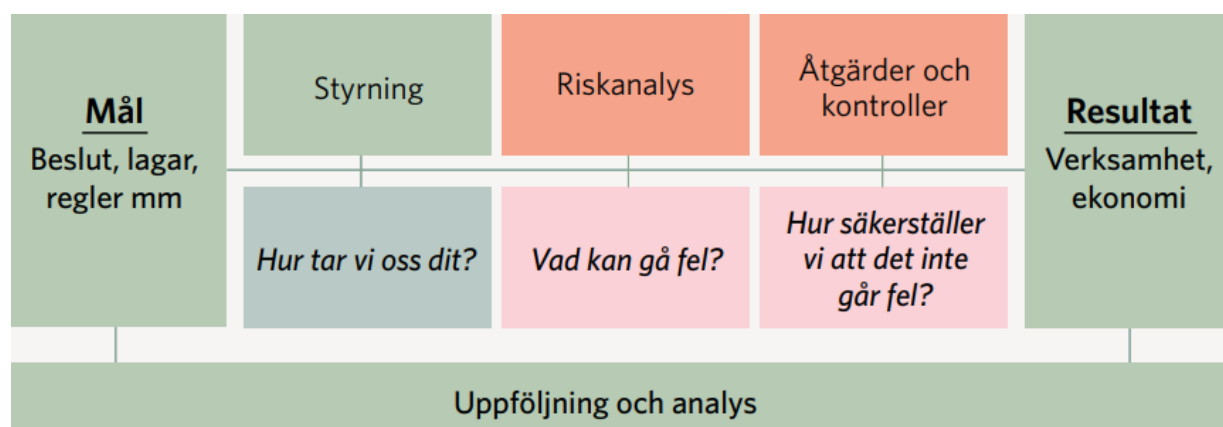 Mål
Beslut, lagar,
regler mm
Styrning
Hur tar vi oss dit?
Riskanalys
Vad kan gå fel?
Åtgärder och
kontroller
Hur säkerställer
vi att det inte
går fel?
Resultat
Verksamhet,
ekonomi
Uppföljning och analys